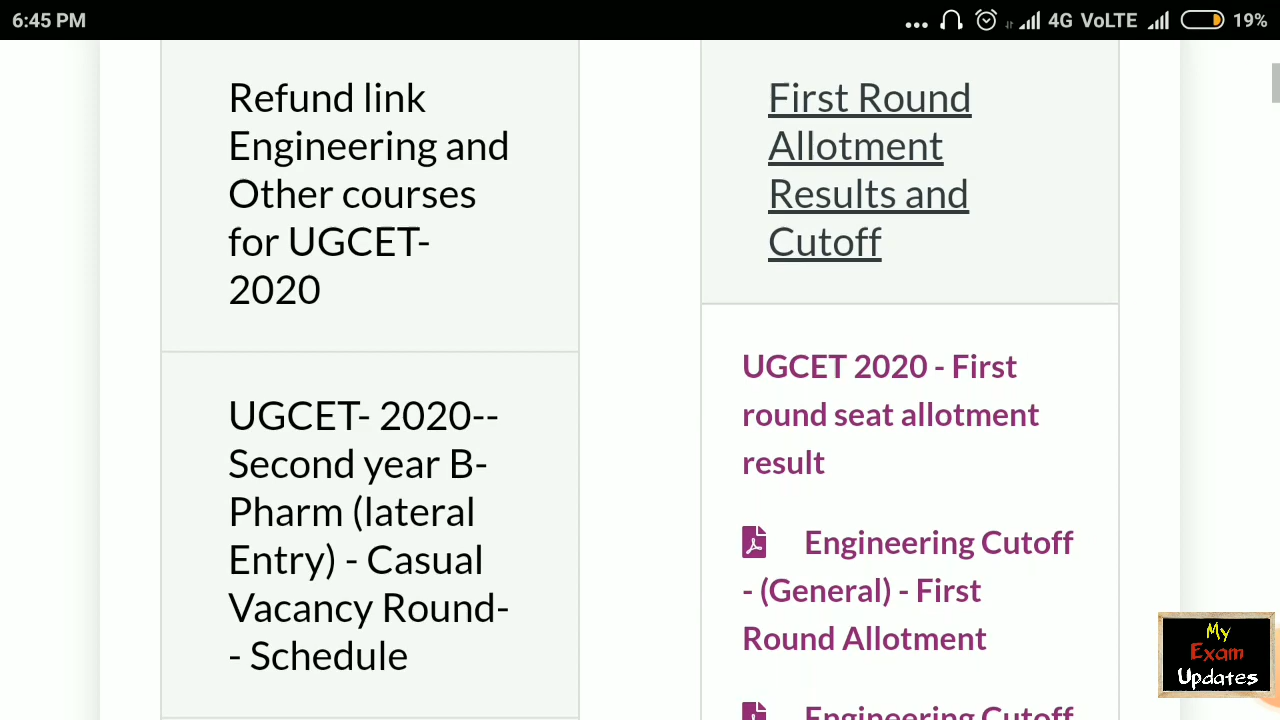 6:45 PM
... 4G VoLTE 19%
Refund link
Engineering and
Other courses
for UGCET-
2020
UGCET- 2020--
Second year B-
Pharm (lateral
Entry) - Casual
Vacancy Round-
- Schedule
First Round
Allotment
Results and
Cutoff
UGCET 2020 - First
round seat allotment
result
Engineering Cutoff
- (General) - First
Round Allotment
Engineering Cutoff
My
Exam
Updates